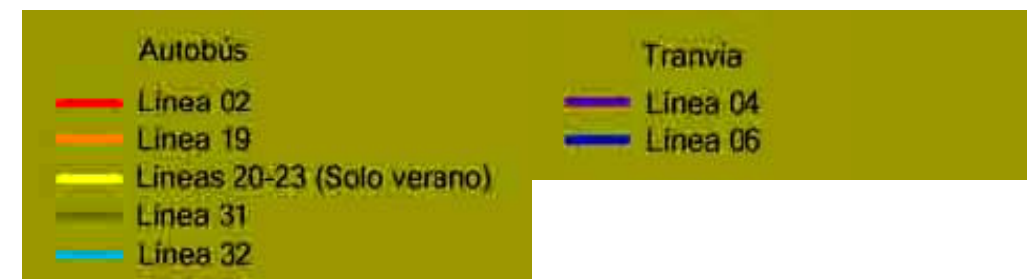 Autobús
Línea 02
Línea 19
Líneas 20-23 (Solo verano)
Línea 31
Línea 32
Tranvia
Línea 04
Línea 06